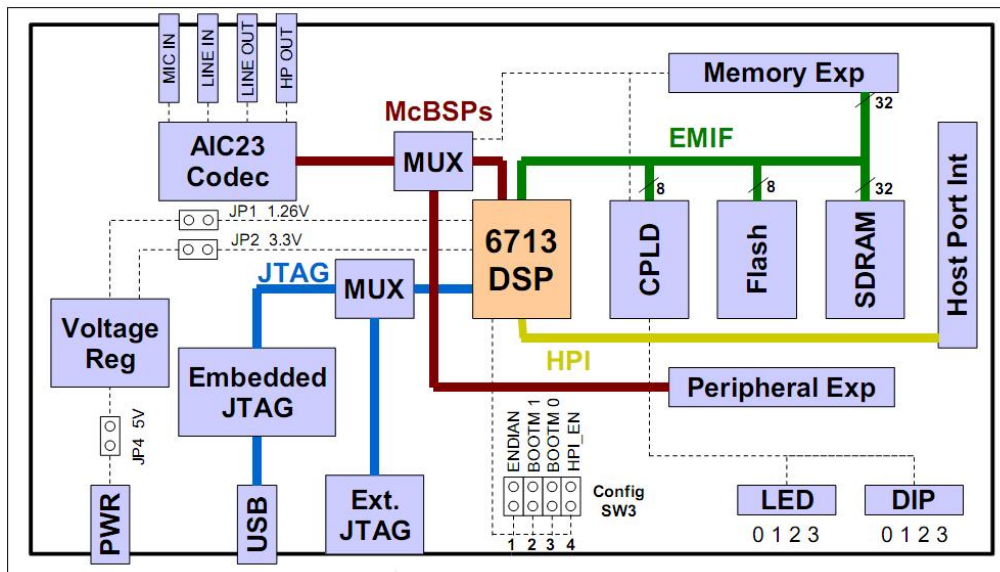 MIC IN
LINE IN
LINE OUT
HP OUT
AIC23
Codec
McBSPs
MUX
Memory Exp
32
EMIF
8
8
32
JP1 1.26V
JP2 3.3V
6713
DSP
CPLD
Flash
SDRAM
Host Port Int
JTAG
MUX
Voltage
Reg
HPI
Embedded
JTAG
Peripheral Exp
JP4 5V
ENDIAN
BOOTM 1
BOOTM 0
HPI_EN
Config
SW3
1 2 3 4
PWR
USB
Ext.
JTAG
LED
DIP
0 1 2 3
0 1 2 3